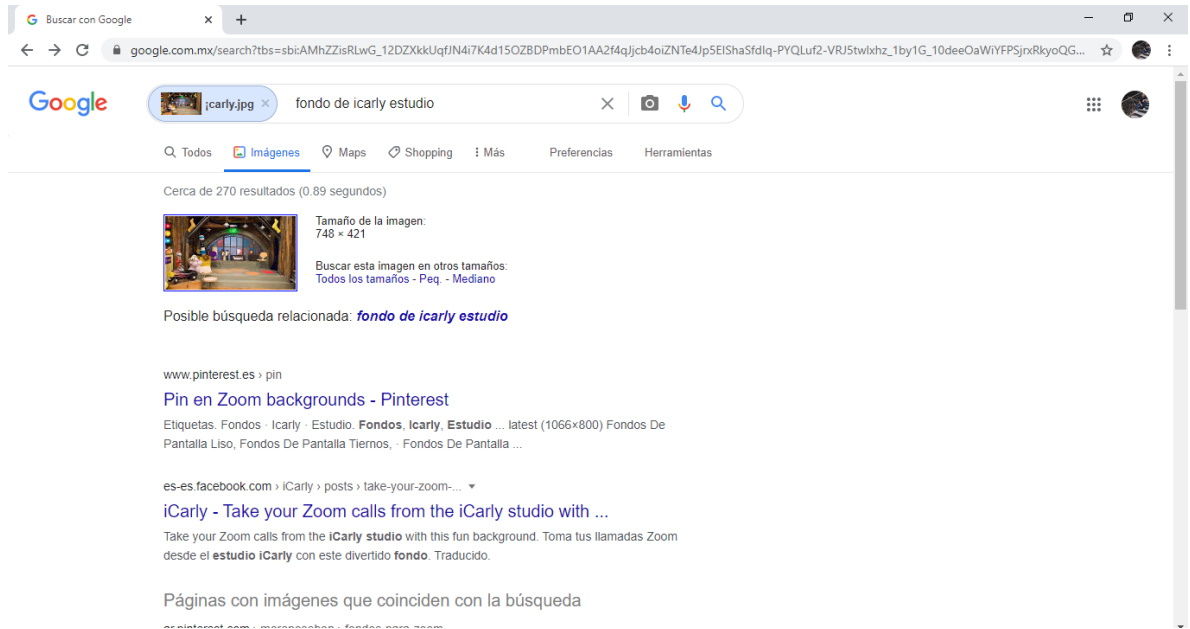 Buscar con Google
google.com.mx/search?tbs=sbi:AMhZZisRLwG_12DZXkkUqfJN4i7K4d15OZBDPmbEO1AA2f4qJjcb4oiZNTe4Jp5EIShaSfdIq-PYQLuf2-VRJ5twlxhz_1by1G_10deeOaWiYFPSjrxRkyoQG...
Google
¡carly.jpg
fondo de icarly estudio
Todos Imágenes Maps Shopping Más Preferencias Herramientas
Cerca de 270 resultados (0.89 segundos)
Tamaño de la imagen:
748 × 421
Buscar esta imagen en otros tamaños:
Todos los tamaños - Peq. - Mediano
Posible búsqueda relacionada: fondo de icarly estudio
www.pinterest.es › pin
Pin en Zoom backgrounds - Pinterest
Etiquetas. Fondos · Icarly · Estudio. Fondos, Icarly, Estudio ... latest (1066×800) Fondos De
Pantalla Liso, Fondos De Pantalla Tiernos, · Fondos De Pantalla ...
es-es.facebook.com › iCarly › posts › take-your-zoom-...
iCarly - Take your Zoom calls from the iCarly studio with ...
Take your Zoom calls from the iCarly studio with this fun background. Toma tus llamadas Zoom
desde el estudio iCarly con este divertido fondo. Traducido.
Páginas con imágenes que coinciden con la búsqueda